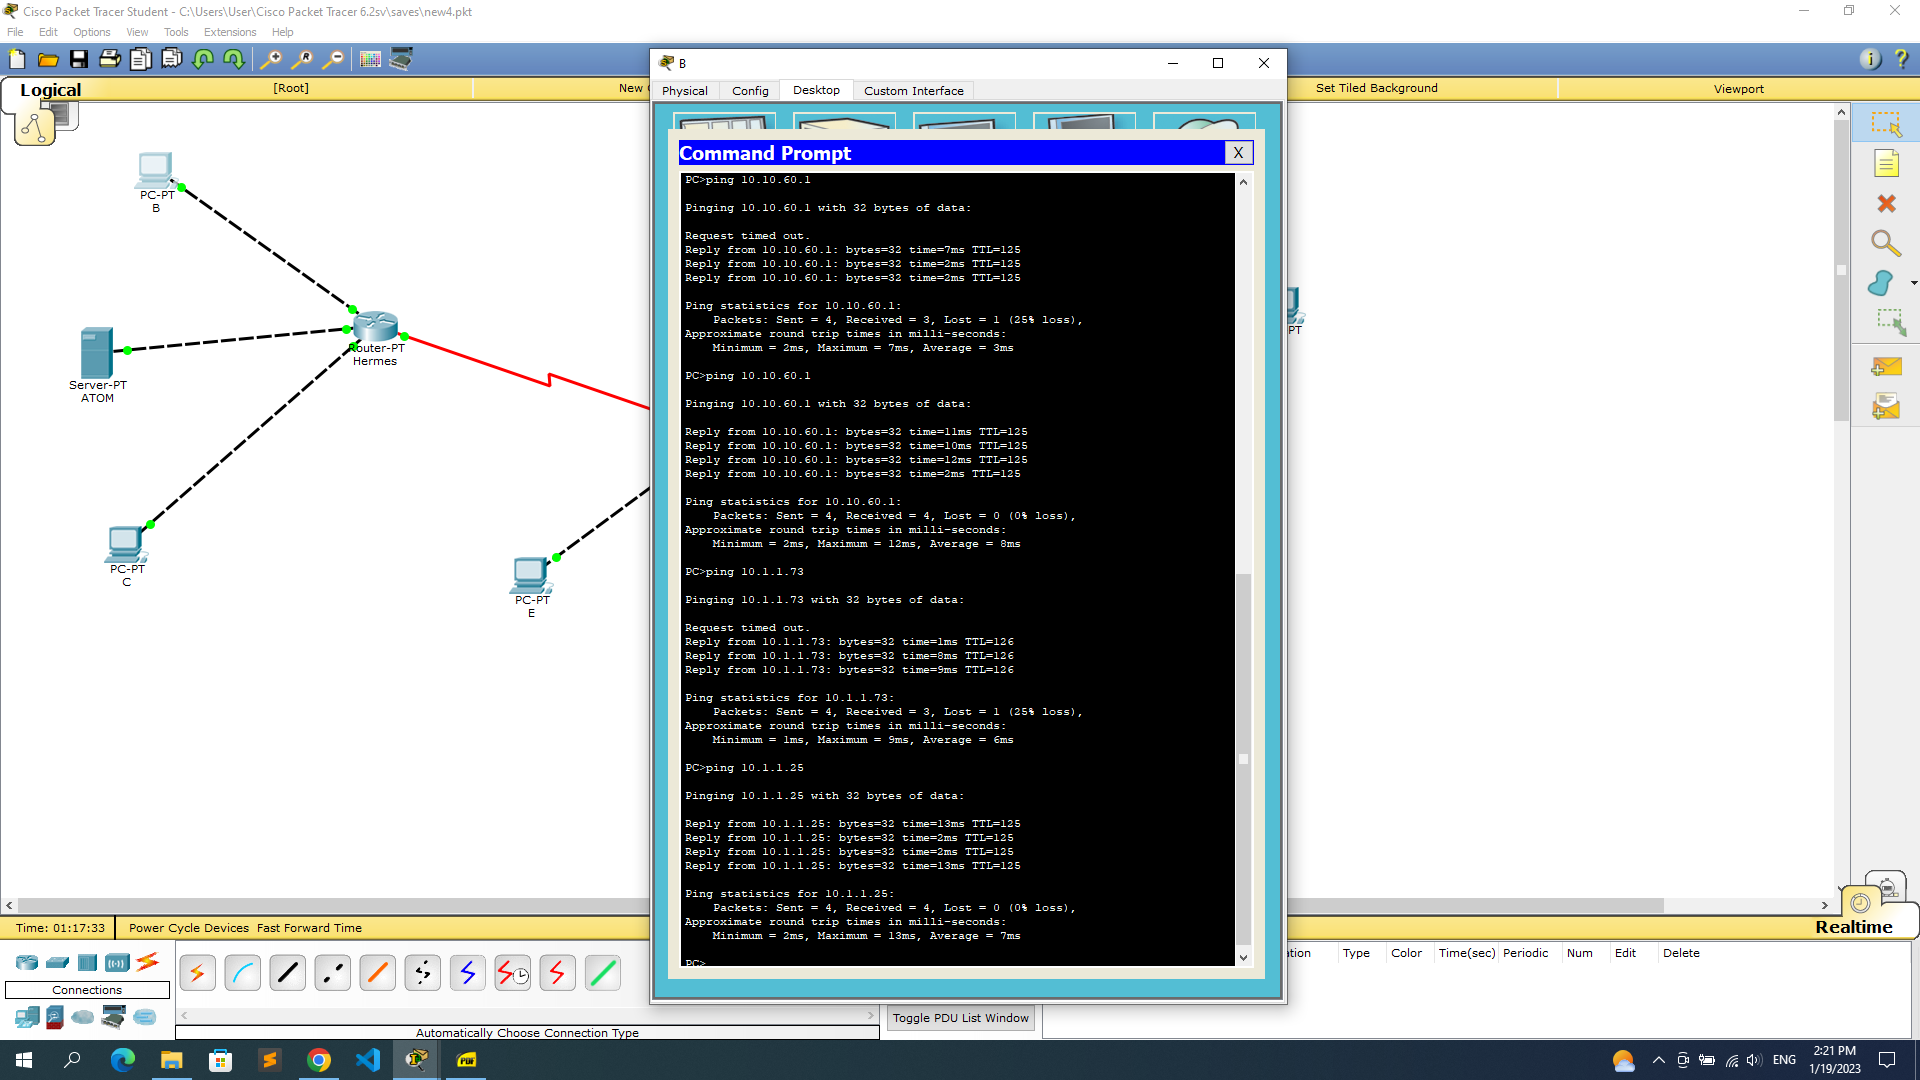 Cisco Packet Tracer Student - C:\Users\User\Cisco Packet Tracer 6.2sv\saves\new4.pkt
File Edit Options View Tools Extensions Help
Logical
[Root]
New
Set Tiled Background
Viewport
B
Physical Config Desktop Custom Interface
Command Prompt
X
PC>ping 10.10.60.1
Pinging 10.10.60.1 with 32 bytes of data:
Request timed out.
Reply from 10.10.60.1: bytes=32 time=7ms TTL=125
Reply from 10.10.60.1: bytes=32 time=2ms TTL=125
Reply from 10.10.60.1: bytes=32 time=2ms TTL=125
Ping statistics for 10.10.60.1:
Packets: Sent = 4, Received = 3, Lost = 1 (25% loss),
Approximate round trip times in milli-seconds:
Minimum = 2ms, Maximum = 7ms, Average = 3ms
PC>ping 10.10.60.1
Pinging 10.10.60.1 with 32 bytes of data:
Reply from 10.10.60.1: bytes=32 time=11ms TTL=125
Reply from 10.10.60.1: bytes=32 time=10ms TTL=125
Reply from 10.10.60.1: bytes=32 time=12ms TTL=125
Reply from 10.10.60.1: bytes=32 time=2ms TTL=125
Ping statistics for 10.10.60.1:
Packets: Sent = 4, Received = 4, Lost = 0 (0% loss),
Approximate round trip times in milli-seconds:
Minimum = 2ms, Maximum = 12ms, Average = 8ms
PC>ping 10.1.1.73
Pinging 10.1.1.73 with 32 bytes of data:
Request timed out.
Reply from 10.1.1.73: bytes=32 time=1ms TTL=126
Reply from 10.1.1.73: bytes=32 time=8ms TTL=126
Reply from 10.1.1.73: bytes=32 time=9ms TTL=126
Ping statistics for 10.1.1.73:
Packets: Sent = 4, Received = 3, Lost = 1 (25% loss),
Approximate round trip times in milli-seconds:
Minimum = 1ms, Maximum = 9ms, Average = 6ms
PC>ping 10.1.1.25
Pinging 10.1.1.25 with 32 bytes of data:
Reply from 10.1.1.25: bytes=32 time=13ms TTL=125
Reply from 10.1.1.25: bytes=32 time=2ms TTL=125
Reply from 10.1.1.25: bytes=32 time=2ms TTL=125
Reply from 10.1.1.25: bytes=32 time=13ms TTL=125
Ping statistics for 10.1.1.25:
Packets: Sent = 4, Received = 4, Lost = 0 (0% loss),
Approximate round trip times in milli-seconds:
Minimum = 2ms, Maximum = 13ms, Average = 7ms
PC>
PC-PT
B
Server-PT
ATOM
Router-PT
Hermes
PC-PT
C
PC-PT
E
PT
Time: 01:17:33 Power Cycle Devices Fast Forward Time
Realtime
Connections
Automatically Choose Connection Type
Toggle PDU List Window
ation Type Color Time(sec) Periodic Num Edit Delete
PDF
ENG
2:21 PM
1/19/2023